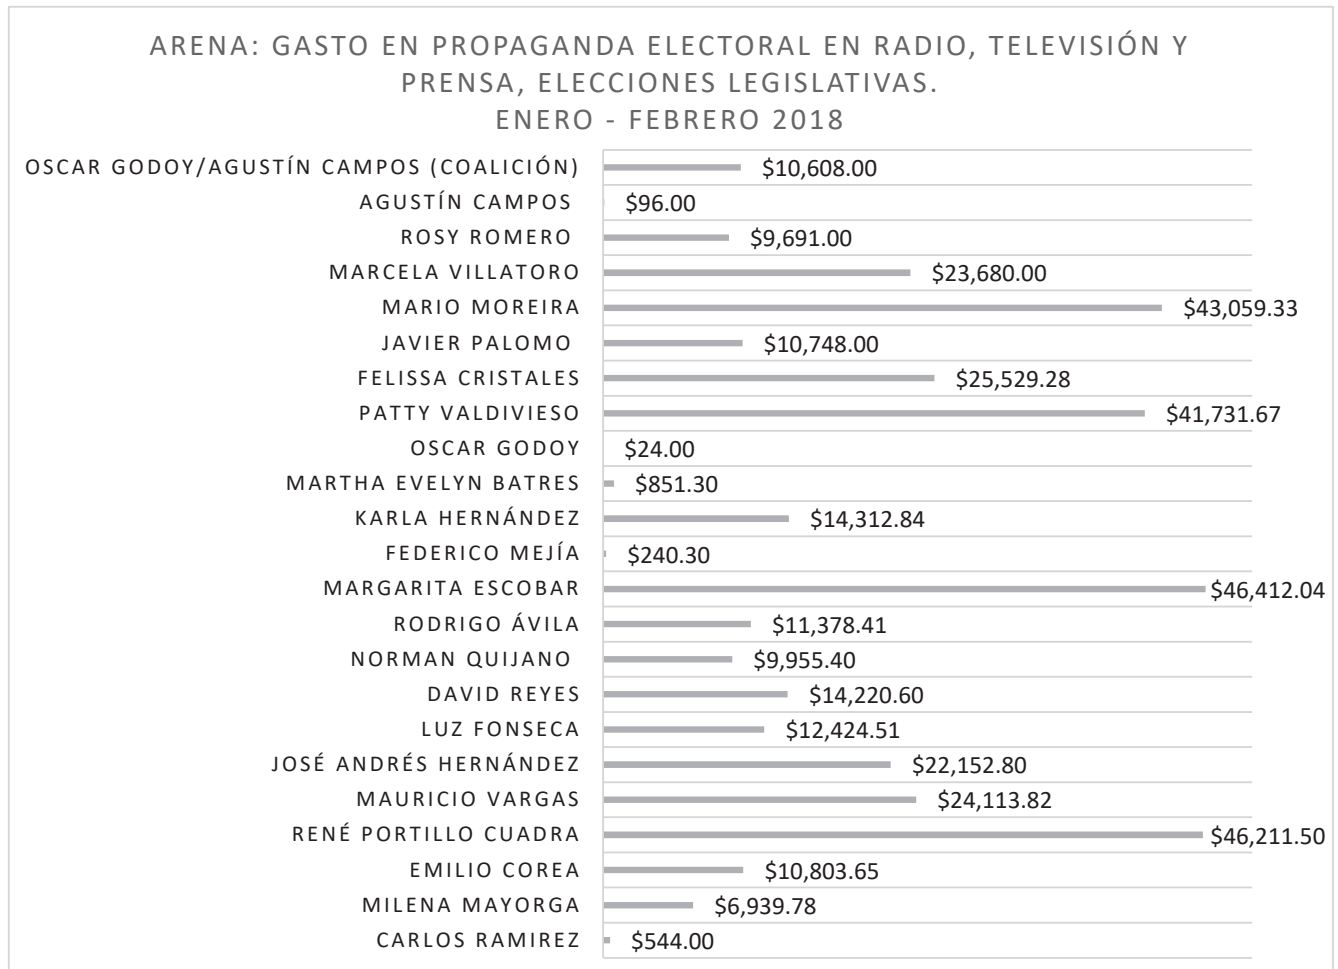 ARENA: GASTO EN PROPAGANDA ELECTORAL EN RADIO, TELEVISIÓN Y
PRENSA, ELECCIONES LEGISLATIVAS.
ENERO - FEBRERO 2018
OSCAR GODOY/AGUSTÍN CAMPOS (COALICIÓN) $10,608.00
AGUSTÍN CAMPOS $96.00
ROSY ROMERO $9,691.00
MARCELA VILLATORO $23,680.00
MARIO MOREIRA $43,059.33
JAVIER PALOMO $10,748.00
FELISSA CRISTALES $25,529.28
PATTY VALDIVIESO $41,731.67
OSCAR GODOY $24.00
MARTHA EVELYN BATRES $851.30
KARLA HERNÁNDEZ $14,312.84
FEDERICO MEJÍA $240.30
MARGARITA ESCOBAR $46,412.04
RODRIGO ÁVILA $11,378.41
NORMAN QUIJANO $9,955.40
DAVID REYES $14,220.60
LUZ FONSECA $12,424.51
JOSÉ ANDRÉS HERNÁNDEZ $22,152.80
MAURICIO VARGAS $24,113.82
RENÉ PORTILLO CUADRA $46,211.50
EMILIO COREA $10,803.65
MILENA MAYORGA $6,939.78
CARLOS RAMIREZ $544.00